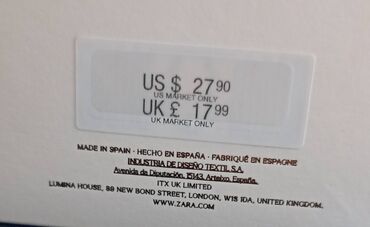 US $ 27.90
US MARKET ONLY
UK £ 17.99
UK MARKET ONLY
MADE IN SPAIN · HECHO EN ESPAÑA · FABRIQUÉ EN ESPAGNE
INDUSTRIA DE DISEÑO TEXTIL S.A.
Avenida de Diputación, 15143, Arteixo, España.
ITX UK LIMITED
LUMINA HOUSE, 89 NEW BOND STREET, LONDON, W1S 1DA, UNITED KINGDOM.
WWW.ZARA.COM